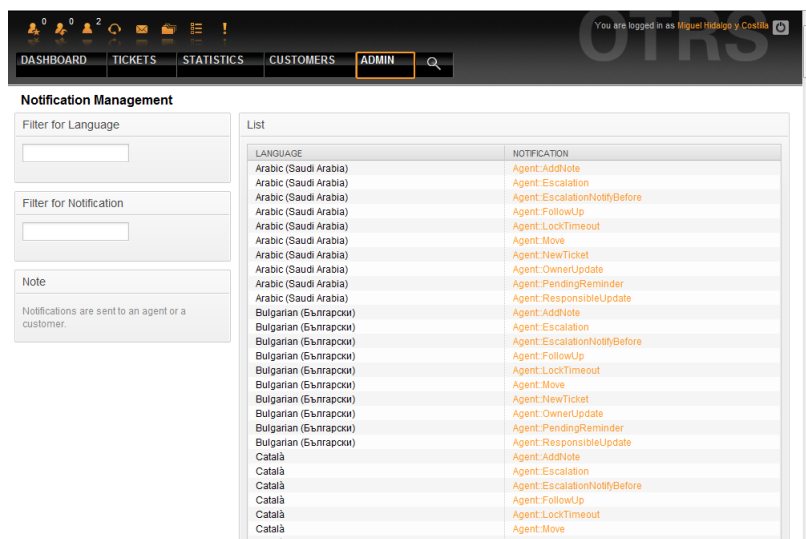 0 0 2
You are logged in as Miguel Hidalgo y Costilla
OTRS
DASHBOARD TICKETS STATISTICS CUSTOMERS ADMIN
Notification Management
Filter for Language
Filter for Notification
Note
Notifications are sent to an agent or a
customer.
List
LANGUAGE NOTIFICATION
Arabic (Saudi Arabia) Agent::AddNote
Arabic (Saudi Arabia) Agent::Escalation
Arabic (Saudi Arabia) Agent::EscalationNotifyBefore
Arabic (Saudi Arabia) Agent::FollowUp
Arabic (Saudi Arabia) Agent::LockTimeout
Arabic (Saudi Arabia) Agent::Move
Arabic (Saudi Arabia) Agent::NewTicket
Arabic (Saudi Arabia) Agent::OwnerUpdate
Arabic (Saudi Arabia) Agent::PendingReminder
Arabic (Saudi Arabia) Agent::ResponsibleUpdate
Bulgarian (Български) Agent::AddNote
Bulgarian (Български) Agent::Escalation
Bulgarian (Български) Agent::EscalationNotifyBefore
Bulgarian (Български) Agent::FollowUp
Bulgarian (Български) Agent::LockTimeout
Bulgarian (Български) Agent::Move
Bulgarian (Български) Agent::NewTicket
Bulgarian (Български) Agent::OwnerUpdate
Bulgarian (Български) Agent::PendingReminder
Bulgarian (Български) Agent::ResponsibleUpdate
Català Agent::AddNote
Català Agent::Escalation
Català Agent::EscalationNotifyBefore
Català Agent::FollowUp
Català Agent::LockTimeout
Català Agent::Move